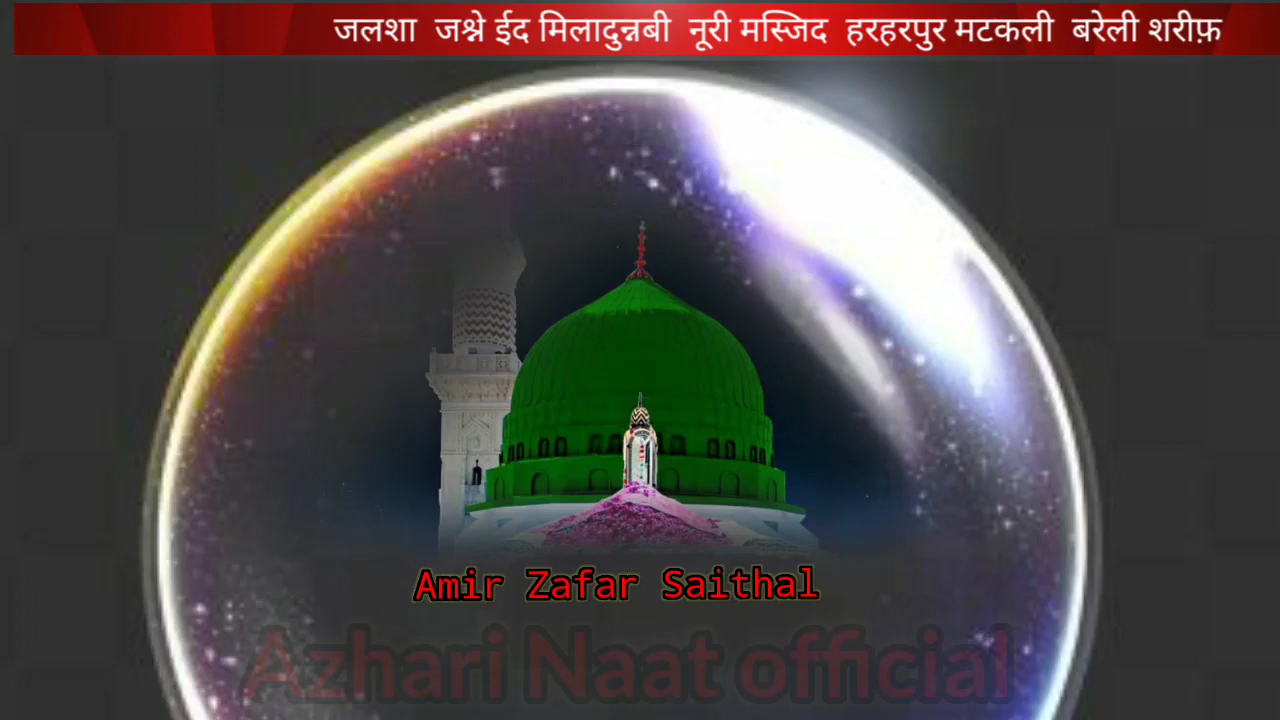 जलशा जश्ने ईद मिलादुन्नबी नूरी मस्जिद हरहरपुर मटकली बरेली शरीफ़
Amir Zafar Saithal
Azhari Naat official